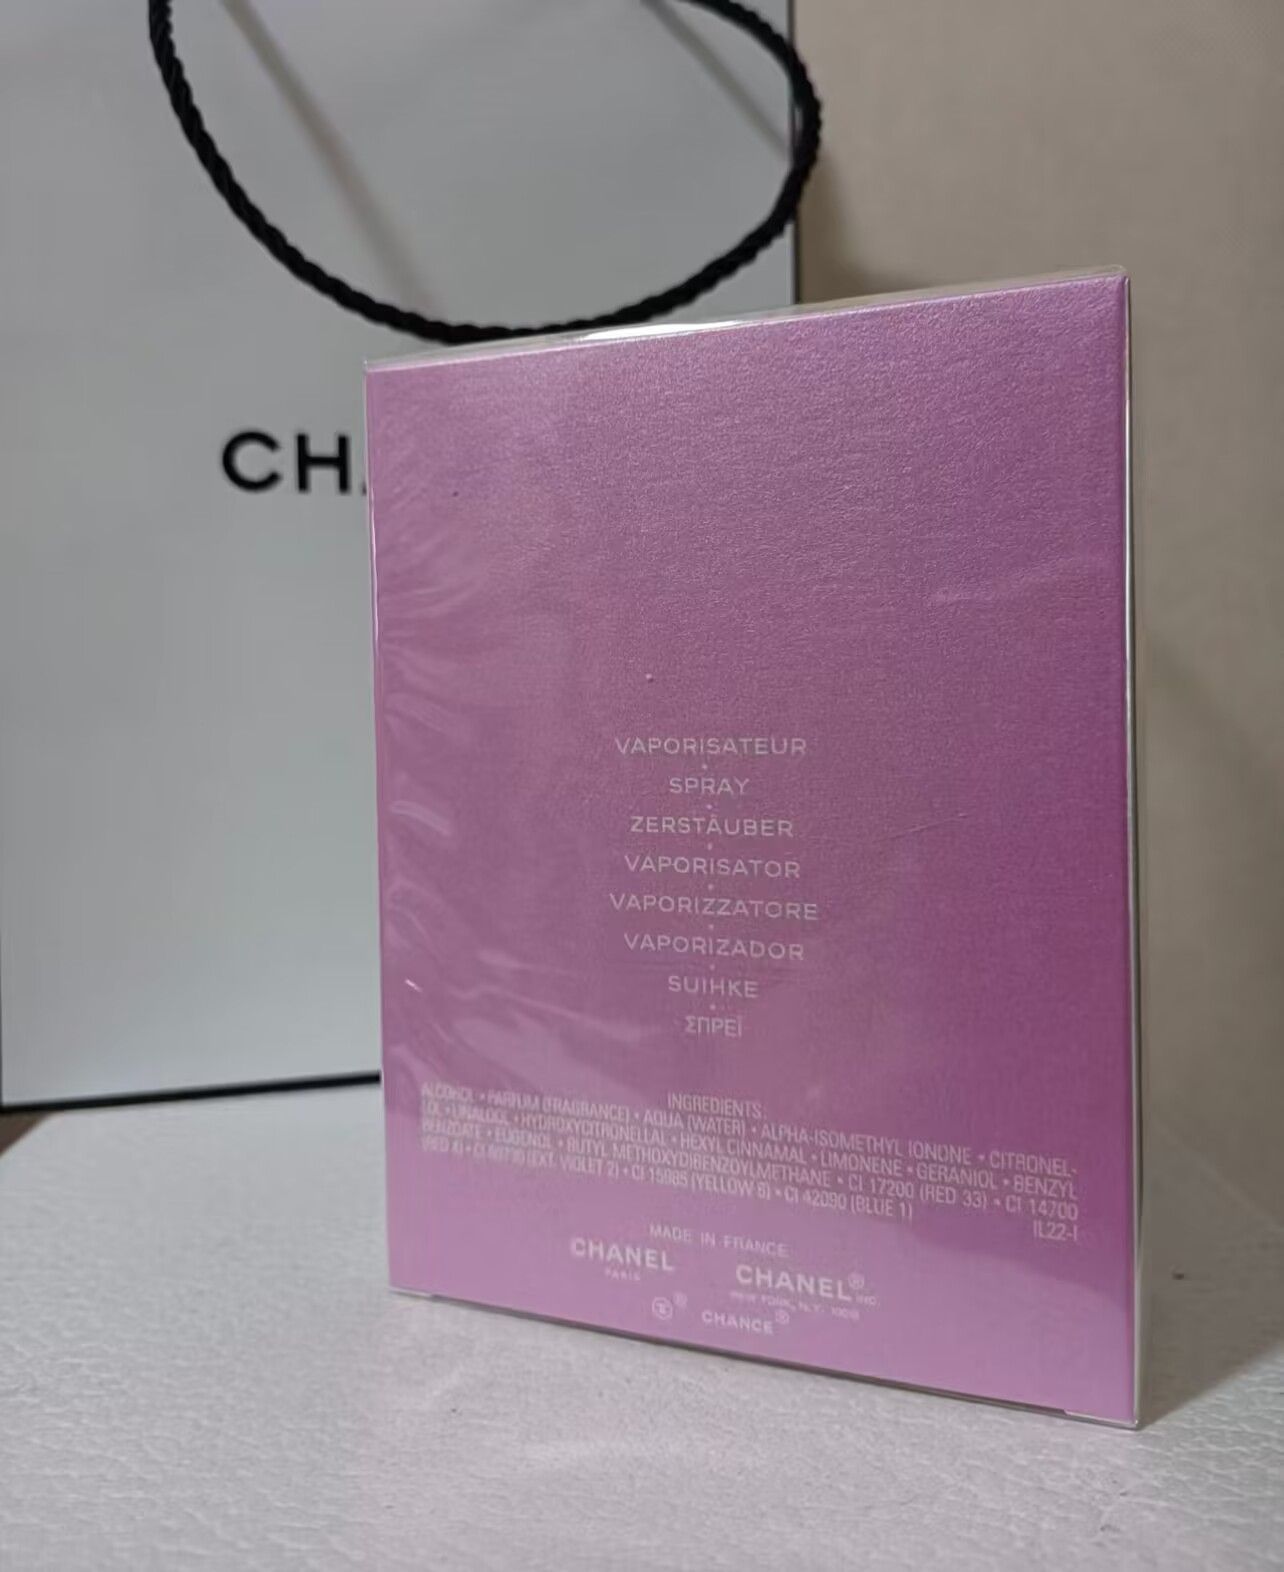 CHA
VAPORISATEUR
SPRAY
ZERSTÄUBER
VAPORISATOR
VAPORIZZATORE
VAPORIZADOR
SUIHKE
ΣΠΡΕΪ
INGREDIENTS:
ALCOHOL • PARFUM (FRAGRANCE) • AQUA (WATER) • ALPHA-ISOMETHYL IONONE • CITRONEL-
LOL • LINALOOL • HYDROXYCITRONELLAL • HEXYL CINNAMAL • LIMONENE • GERANIOL • BENZYL
BENZOATE • EUGENOL • BUTYL METHOXYDIBENZOYLMETHANE • CI 17200 (RED 33) • CI 14700
(RED 4) • CI 60730 (EXT. VIOLET 2) • CI 15985 (YELLOW 6) • CI 42090 (BLUE 1)
IL22-I
MADE IN FRANCE
CHANEL
PARIS
CHANEL® INC.
NEW YORK, N.Y. 10019
® CHANCE®